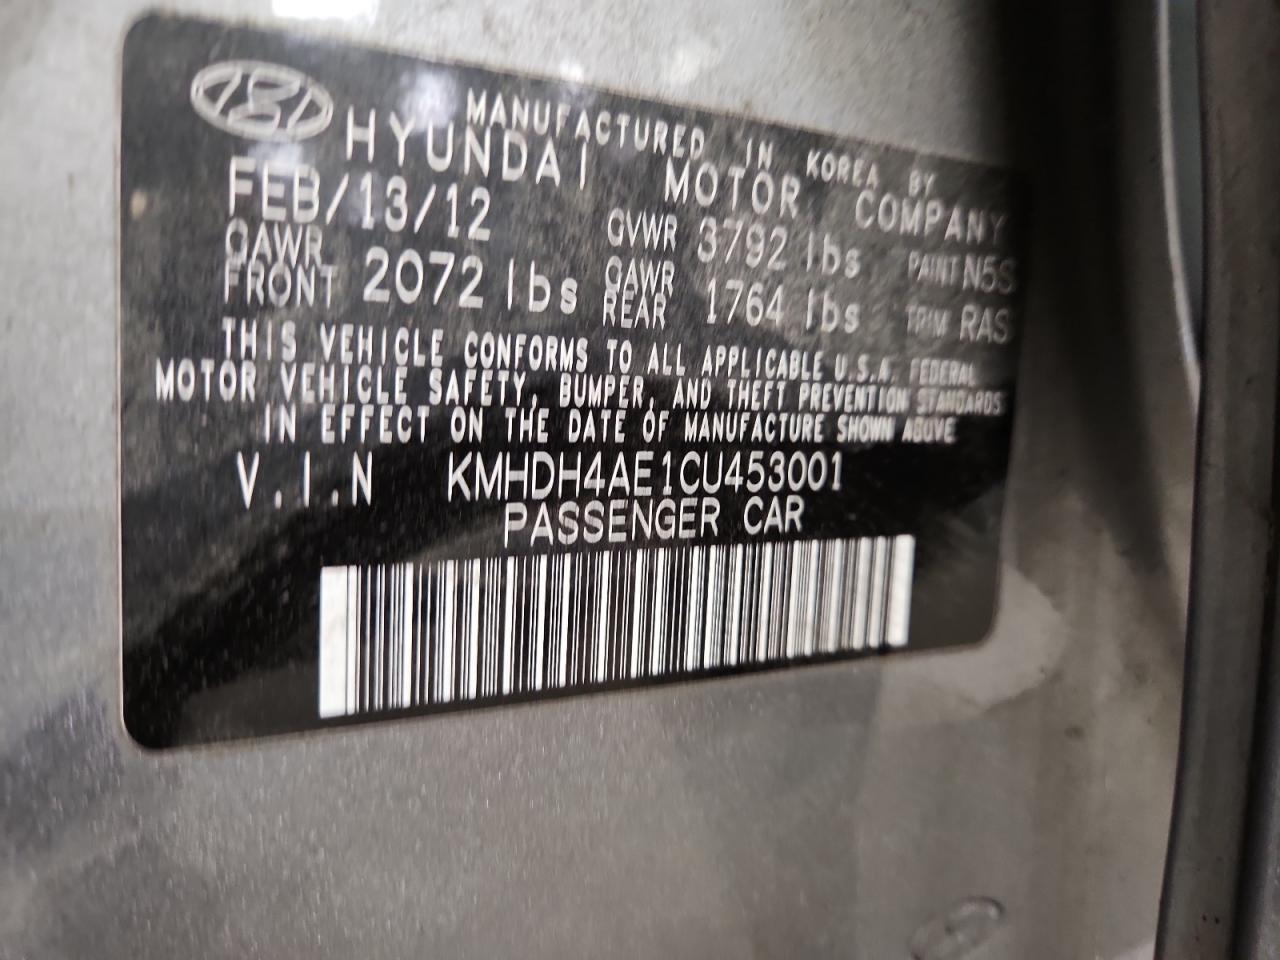 MANUFACTURED IN KOREA BY
HYUNDAI MOTOR COMPANY
FEB/13/12 GVWR 3792 lbs PAINT N5S
GAWR FRONT 2072 lbs GAWR REAR 1764 lbs TRIM RAS
THIS VEHICLE CONFORMS TO ALL APPLICABLE U.S.A. FEDERAL
MOTOR VEHICLE SAFETY, BUMPER, AND THEFT PREVENTION STANDARDS
IN EFFECT ON THE DATE OF MANUFACTURE SHOWN ABOVE
V.I.N KMHDH4AE1CU453001
PASSENGER CAR